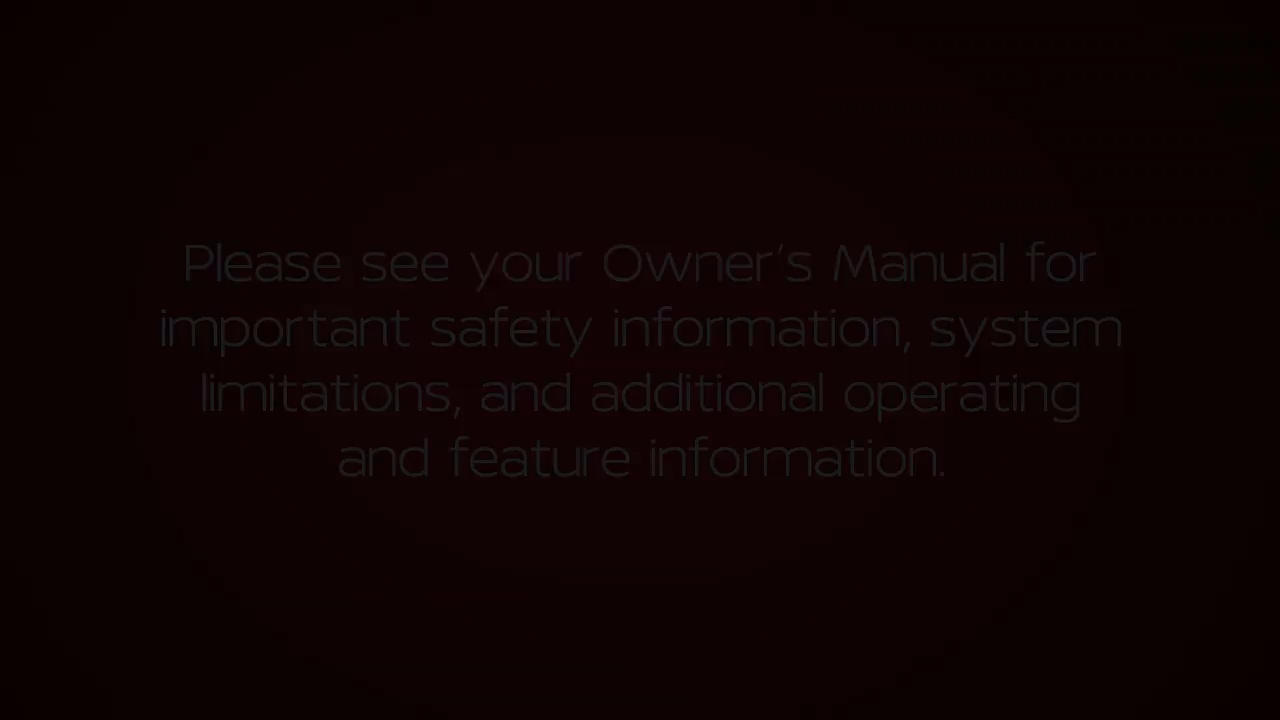 Please see your Owner's Manual for
important safety information, system
limitations, and additional operating
and feature information.